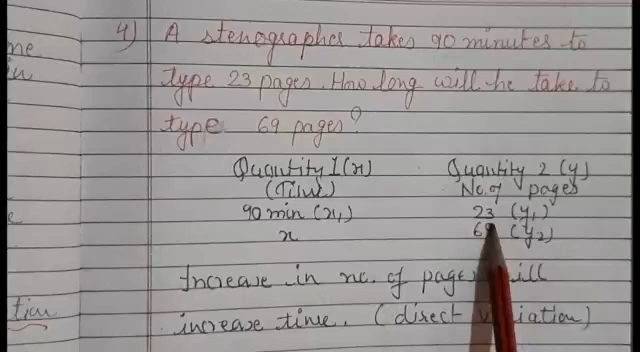 4) A stenographer takes 90 minutes to
type 23 pages. How long will he take to
type 69 pages?
Quantity 1 (x) Quantity 2 (y)
(Time) No. of pages
90 min (x₁) 23 (y₁)
x 69 (y₂)
Increase in no. of pages will
increase time. (direct variation)